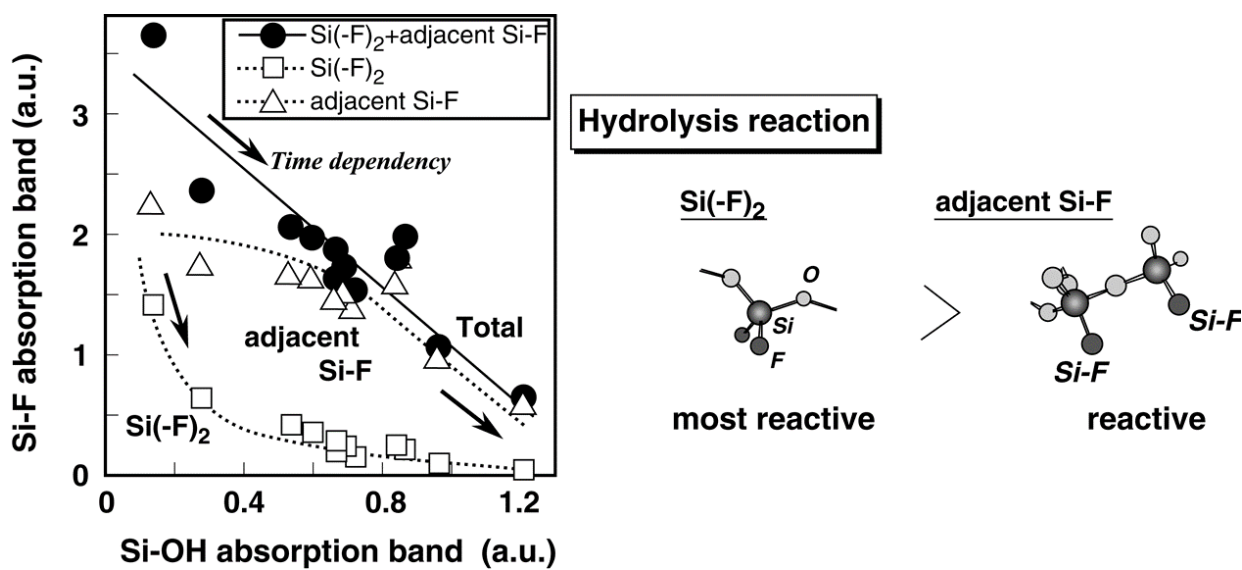 Si-F absorption band (a.u.)
3
2
1
0
0
0.4
0.8
1.2
Si-OH absorption band (a.u.)
Si(-F)2+adjacent Si-F
Si(-F)2
adjacent Si-F
Time dependency
Total
adjacent
Si-F
Si(-F)2
Hydrolysis reaction
Si(-F)2
adjacent Si-F
O
Si
F
>
Si-F
Si-F
most reactive
reactive